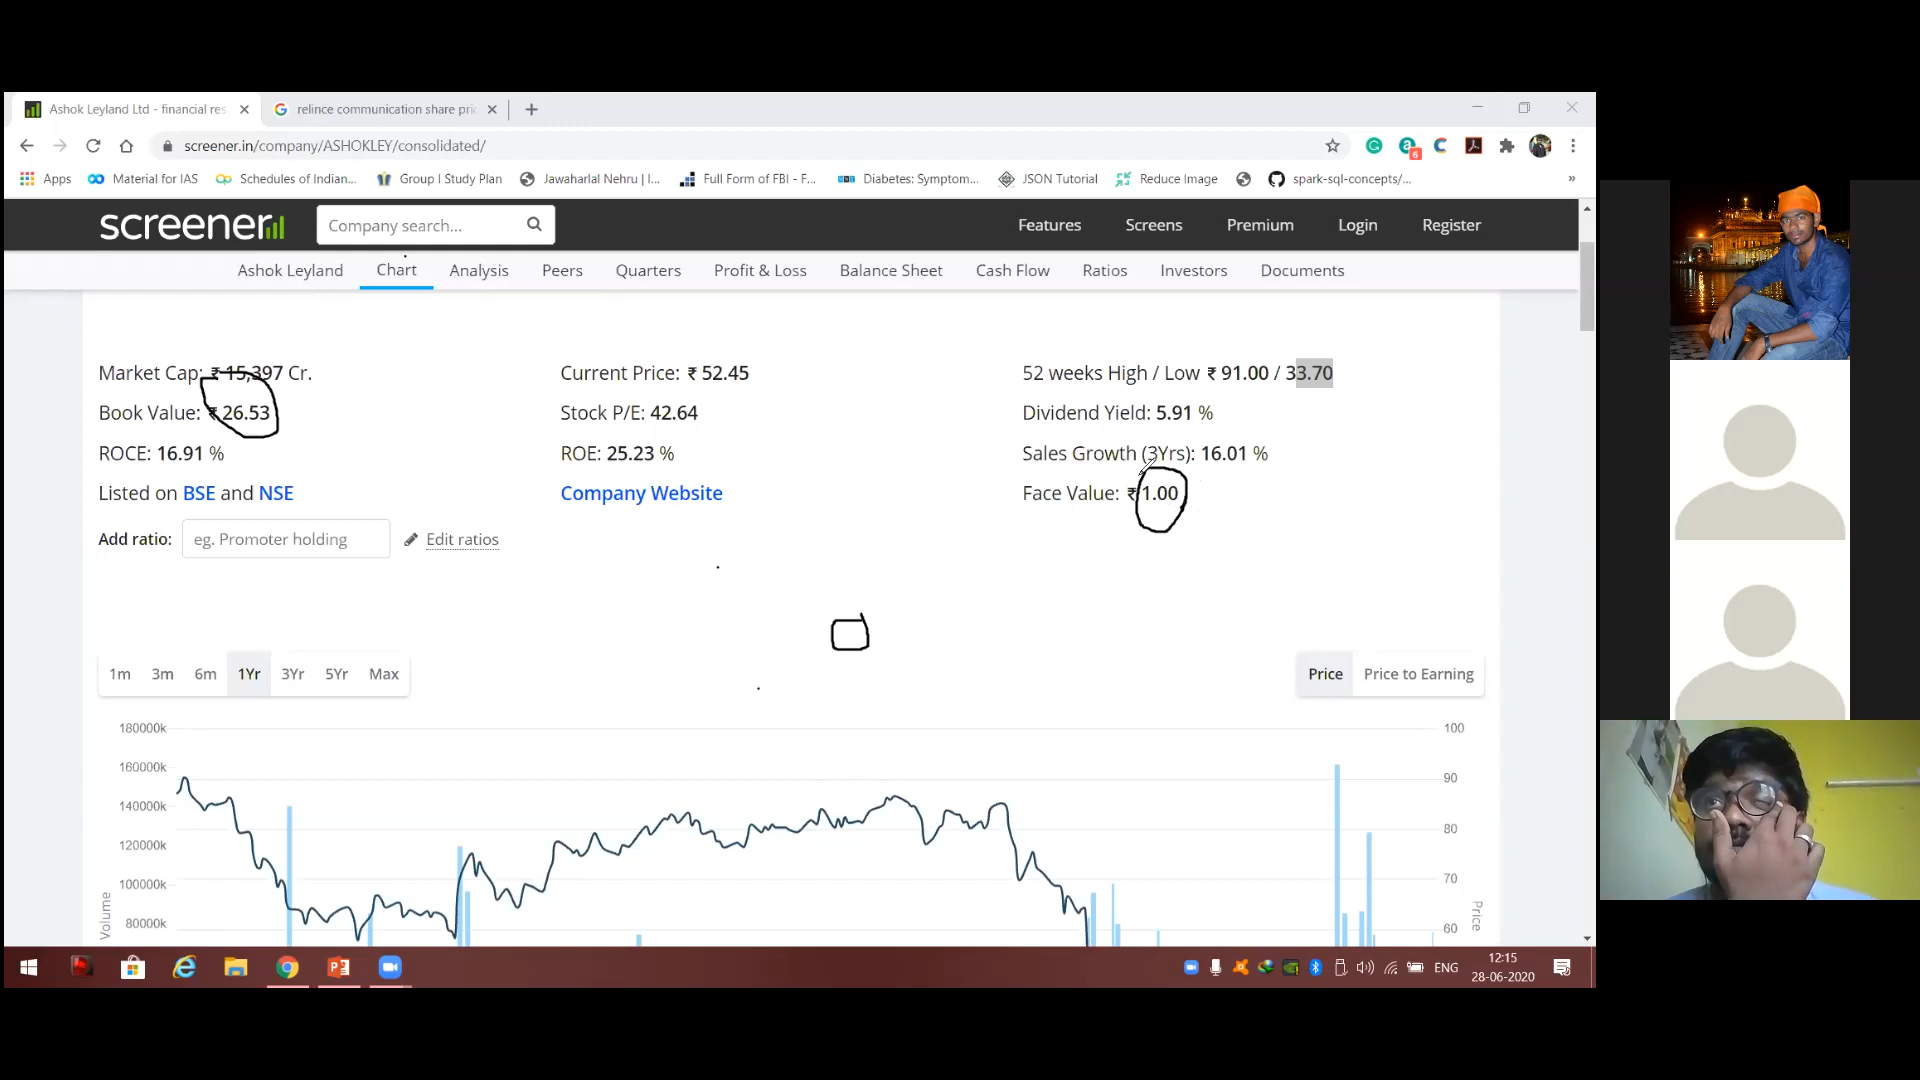 Ashok Leyland Ltd - financial res
relince communication share pric
screener.in/company/ASHOKLEY/consolidated/
6
Apps
Material for IAS
Schedules of Indian...
Group I Study Plan
Jawaharlal Nehru | I...
Full Form of FBI - F...
Diabetes: Symptom...
JSON Tutorial
Reduce Image
spark-sql-concepts/...
»
screener
Company search...
Features
Screens
Premium
Login
Register
Ashok Leyland
Chart
Analysis
Peers
Quarters
Profit & Loss
Balance Sheet
Cash Flow
Ratios
Investors
Documents
Market Cap: ₹ 15,397 Cr.
Current Price: ₹ 52.45
52 weeks High / Low ₹ 91.00 / 33.70
Book Value: ₹ 26.53
Stock P/E: 42.64
Dividend Yield: 5.91 %
ROCE: 16.91 %
ROE: 25.23 %
Sales Growth (3Yrs): 16.01 %
Listed on BSE and NSE
Company Website
Face Value: ₹ 1.00
Add ratio:
eg. Promoter holding
Edit ratios
1m
3m
6m
1Yr
3Yr
5Yr
Max
Price
Price to Earning
180000k
160000k
140000k
120000k
100000k
80000k
Volume
100
90
80
70
60
Price
ENG
12:15
28-06-2020